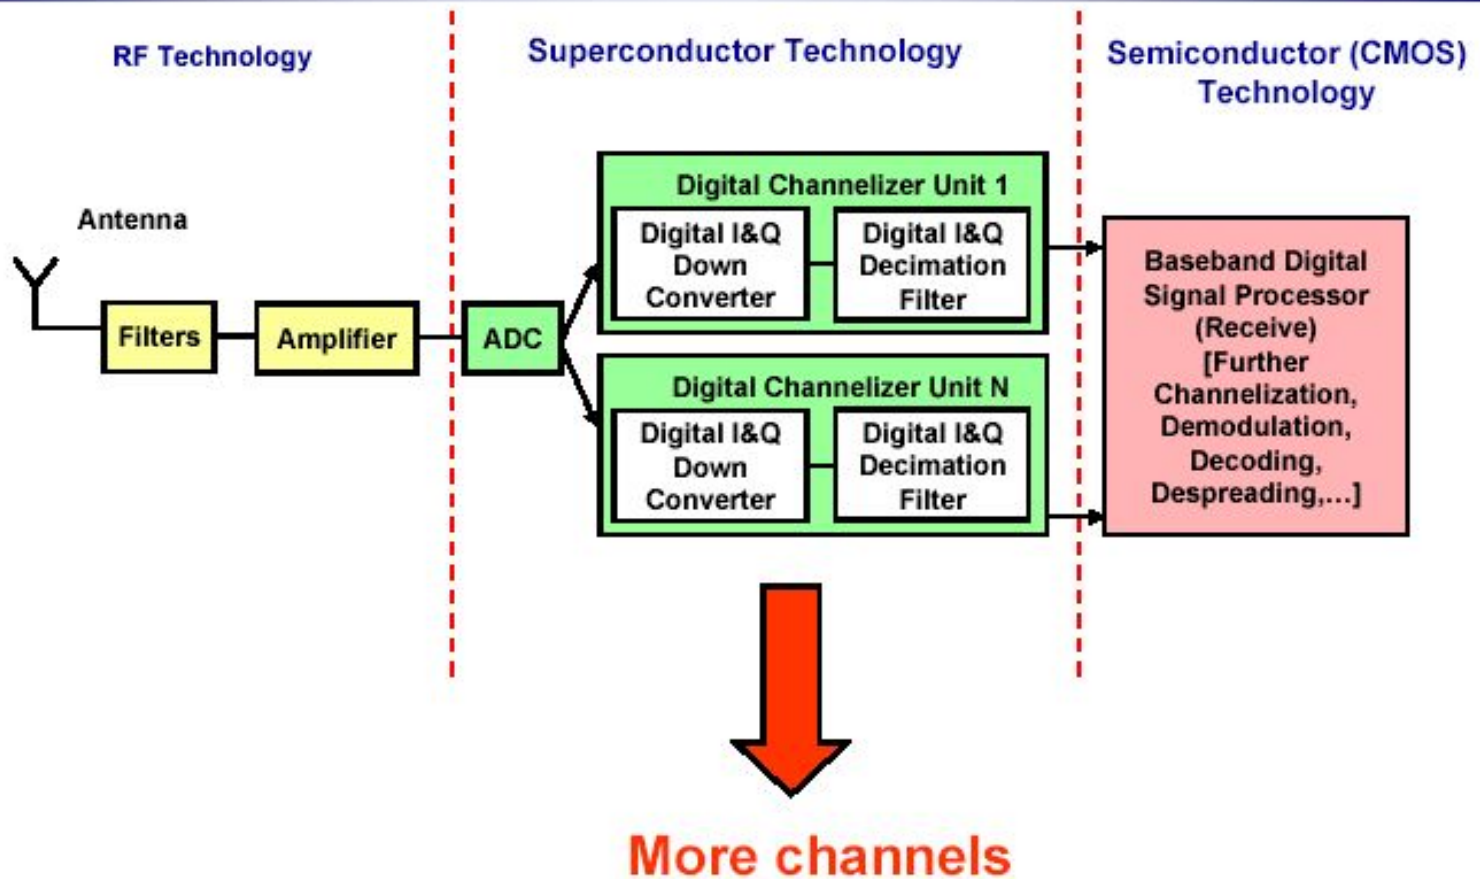 RF Technology
Superconductor Technology
Semiconductor (CMOS)
Technology
Antenna
Filters
Amplifier
ADC
Digital Channelizer Unit 1
Digital I&Q
Down
Converter
Digital I&Q
Decimation
Filter
Digital Channelizer Unit N
Digital I&Q
Down
Converter
Digital I&Q
Decimation
Filter
Baseband Digital
Signal Processor
(Receive)
[Further
Channelization,
Demodulation,
Decoding,
Despreading,...]
More channels